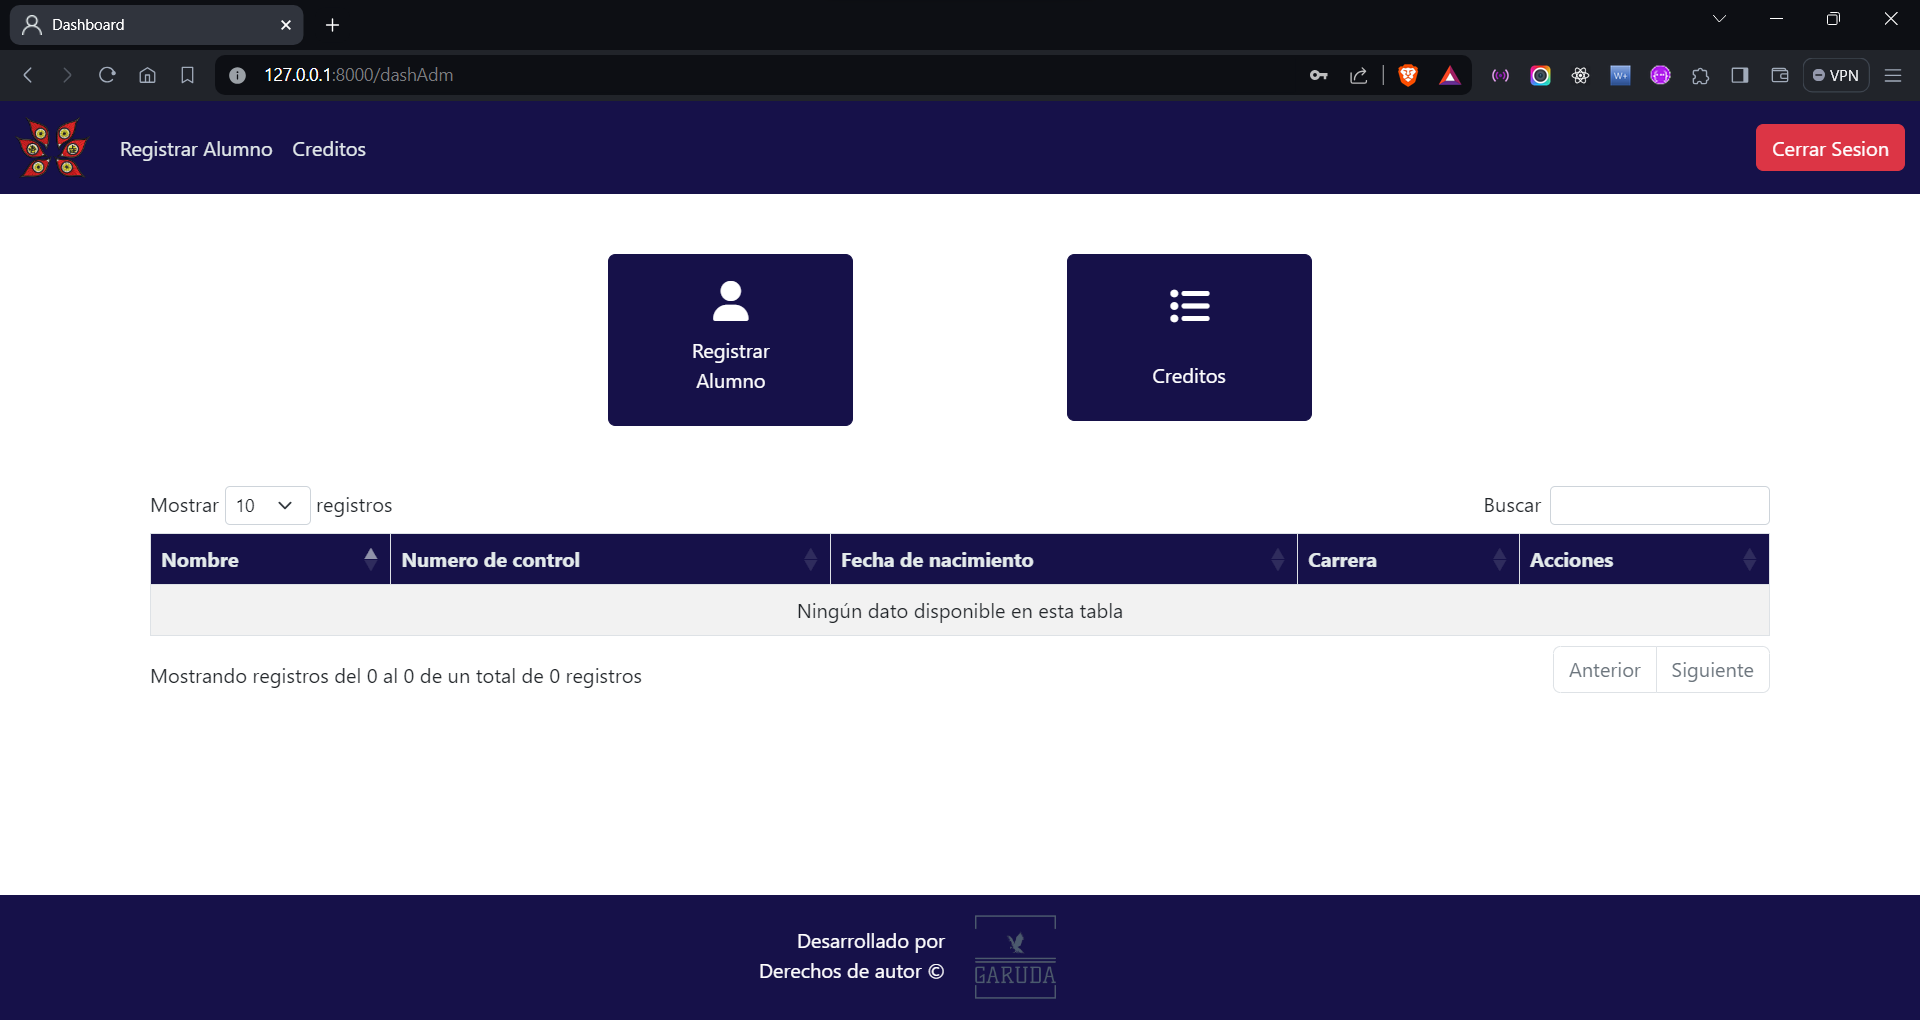 Dashboard
127.0.0.1:8000/dashAdm
VPN
Registrar Alumno
Creditos
Cerrar Sesion
Registrar
Alumno
Creditos
Mostrar 10 registros
Buscar
Nombre
Numero de control
Fecha de nacimiento
Carrera
Acciones
Ningún dato disponible en esta tabla
Mostrando registros del 0 al 0 de un total de 0 registros
Anterior
Siguiente
Desarrollado por
Derechos de autor ©
GARUDA